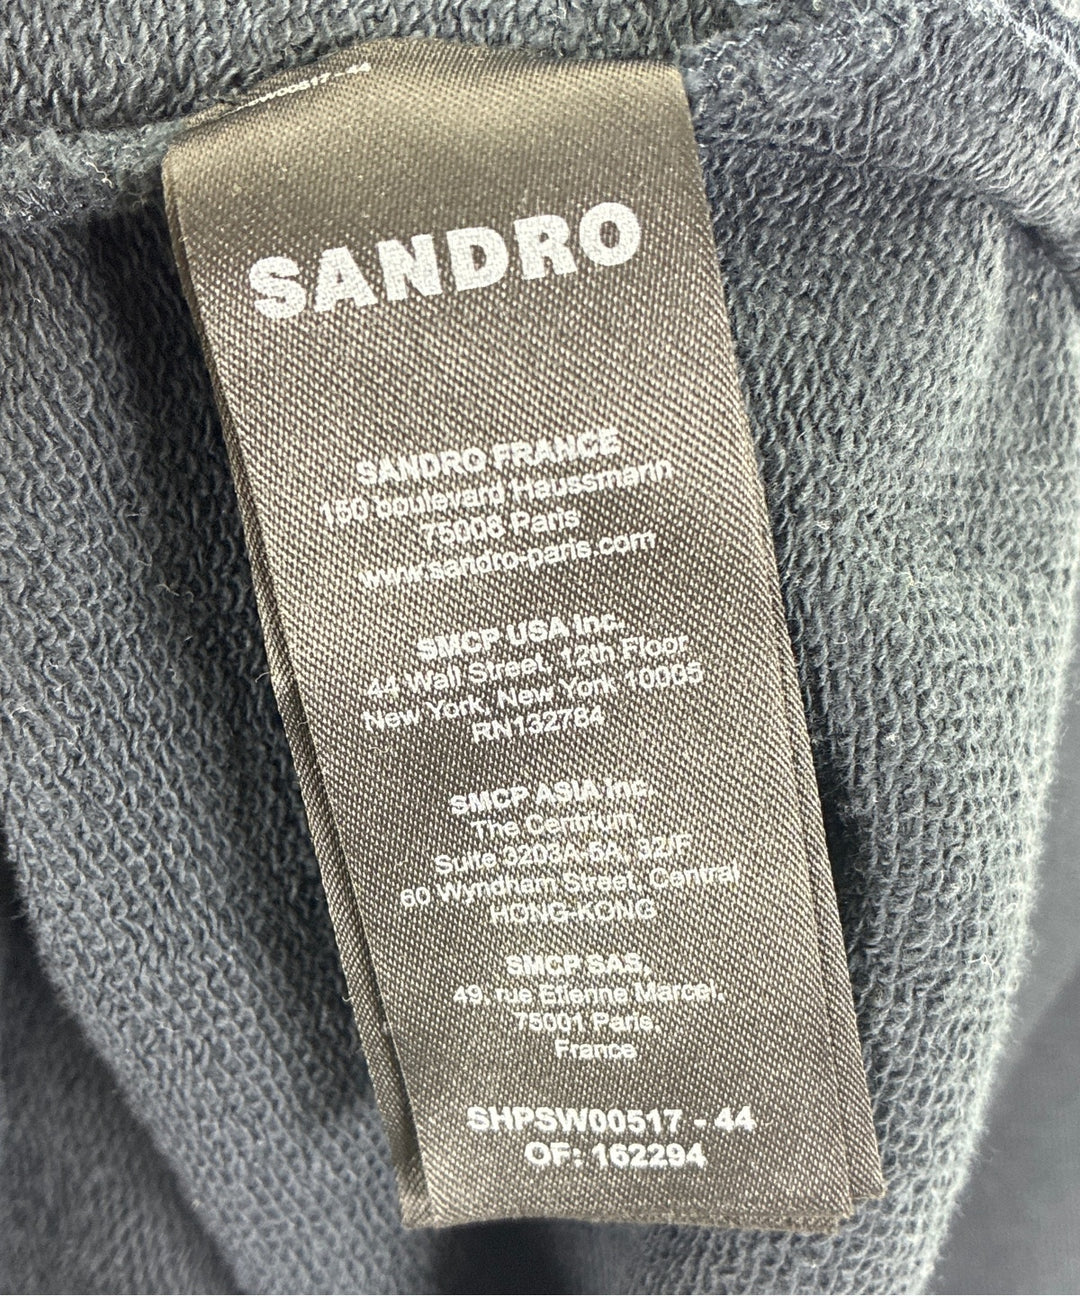 SANDRO
SANDRO FRANCE
150 boulevard Haussmann
75008 Paris
www.sandro-paris.com
SMCP USA Inc.
44 Wall Street, 12th Floor
New York, New York 10005
RN132784
SMCP ASIA Inc.
The Centrium,
Suite 3203A-5A, 32/F
60 Wyndham Street, Central
HONG-KONG
SMCP SAS,
49, rue Etienne Marcel,
75001 Paris,
France
SHPSW00517 - 44
OF: 162294